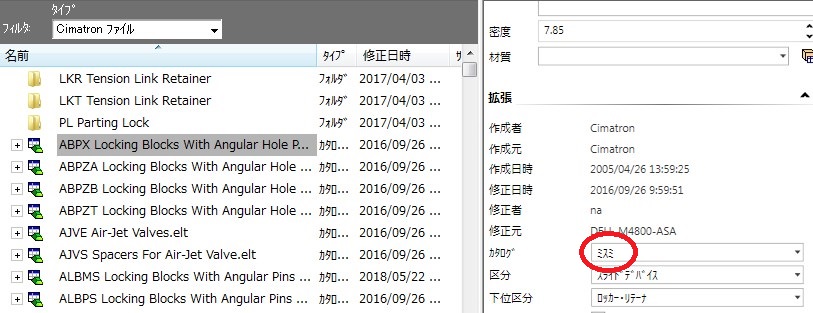 ﾀｲﾌﾟ
ﾌｨﾙﾀ: Cimatron ファイル
名前 ﾀｲﾌﾟ 修正日時 ｻ
LKR Tension Link Retainer ﾌｫﾙﾀﾞ 2017/04/03 ...
LKT Tension Link Retainer ﾌｫﾙﾀﾞ 2017/04/03 ...
PL Parting Lock ﾌｫﾙﾀﾞ 2017/04/03 ...
ABPX Locking Blocks With Angular Hole P... ｶﾀﾛ... 2016/09/26 ...
ABPZA Locking Blocks With Angular Hole ... ｶﾀﾛ... 2016/09/26 ...
ABPZB Locking Blocks With Angular Hole ... ｶﾀﾛ... 2016/09/26 ...
ABPZT Locking Blocks With Angular Hole ... ｶﾀﾛ... 2016/09/26 ...
AJVE Air-Jet Valves.elt ｶﾀﾛ... 2016/09/26 ...
AJVS Spacers For Air-Jet Valve.elt ｶﾀﾛ... 2016/09/26 ...
ALBMS Locking Blocks With Angular Pins ... ｶﾀﾛ... 2018/05/22 ...
ALBPS Locking Blocks With Angular Pins ... ｶﾀﾛ... 2016/09/26 ...
密度 7.85
材質
拡張
作成者 Cimatron
作成元 Cimatron
作成日時 2005/04/26 13:59:25
修正日時 2016/09/26 9:59:51
修正者 na
修正元 DELL-M4800-ASA
ｶﾀﾛｸﾞ ﾐｽﾐ
区分 ｽﾗｲﾄﾞ ﾃﾞﾊﾞｲｽ
下位区分 ﾛｯｶｰ･ﾘﾃｰﾅ